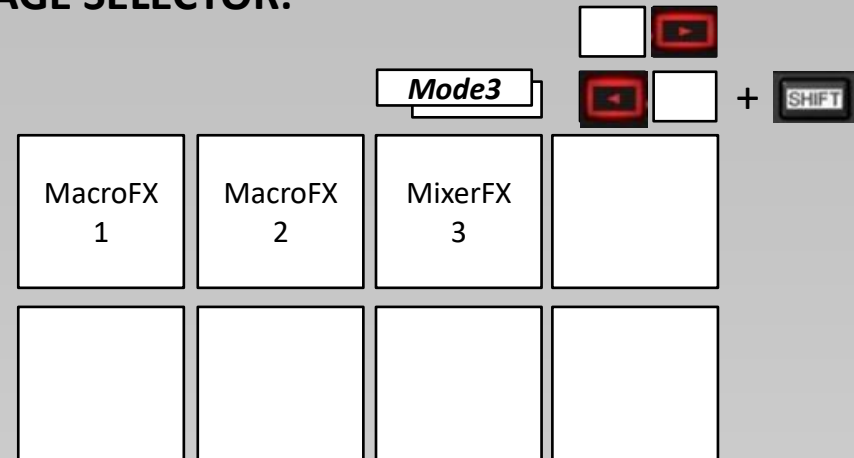 AGE SELECTOR:
Mode3
+ SHIFT
MacroFX
1
MacroFX
2
MixerFX
3